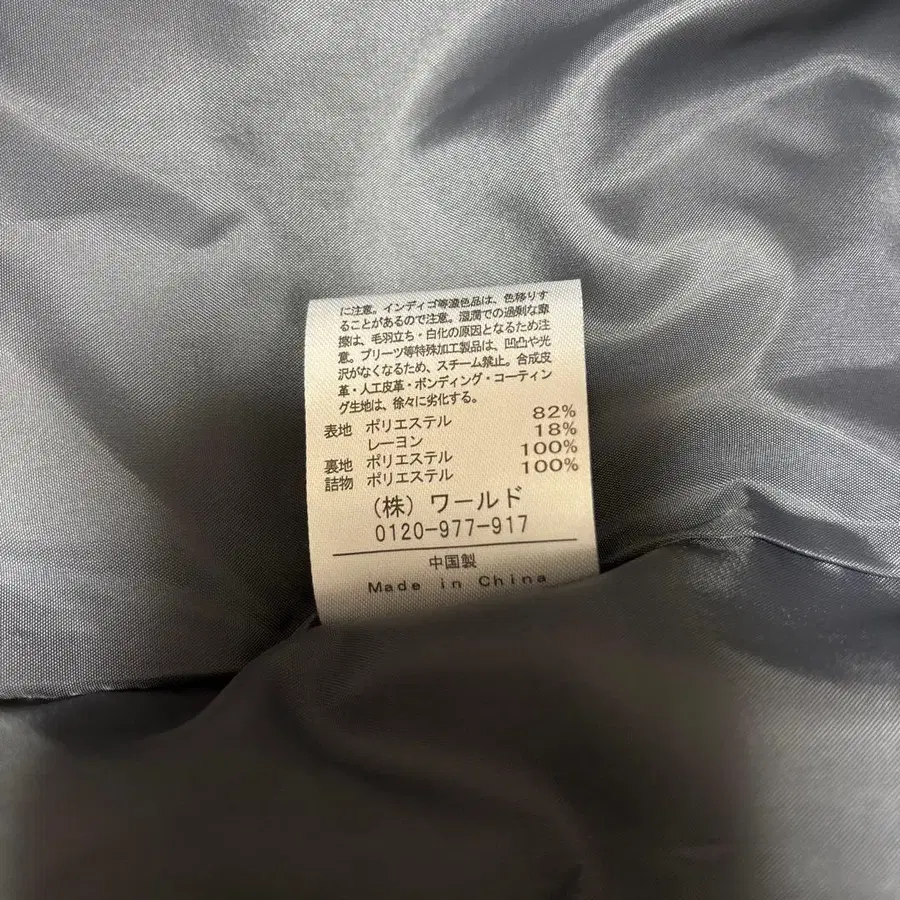 に注意。インディゴ等濃色品は、色移りす
ることがあるので注意。湿潤での過剰な摩
擦は、毛羽立ち・白化の原因となるため注
意。プリーツ等特殊加工製品は、凹凸や光
沢がなくなるため、スチーム禁止。合成皮
革・人工皮革・ボンディング・コーティン
グ生地は、徐々に劣化する。
表地 ポリエステル 82%
レーヨン 18%
裏地 ポリエステル 100%
詰物 ポリエステル 100%
(株)ワールド
0120-977-917
中国製
Made in China